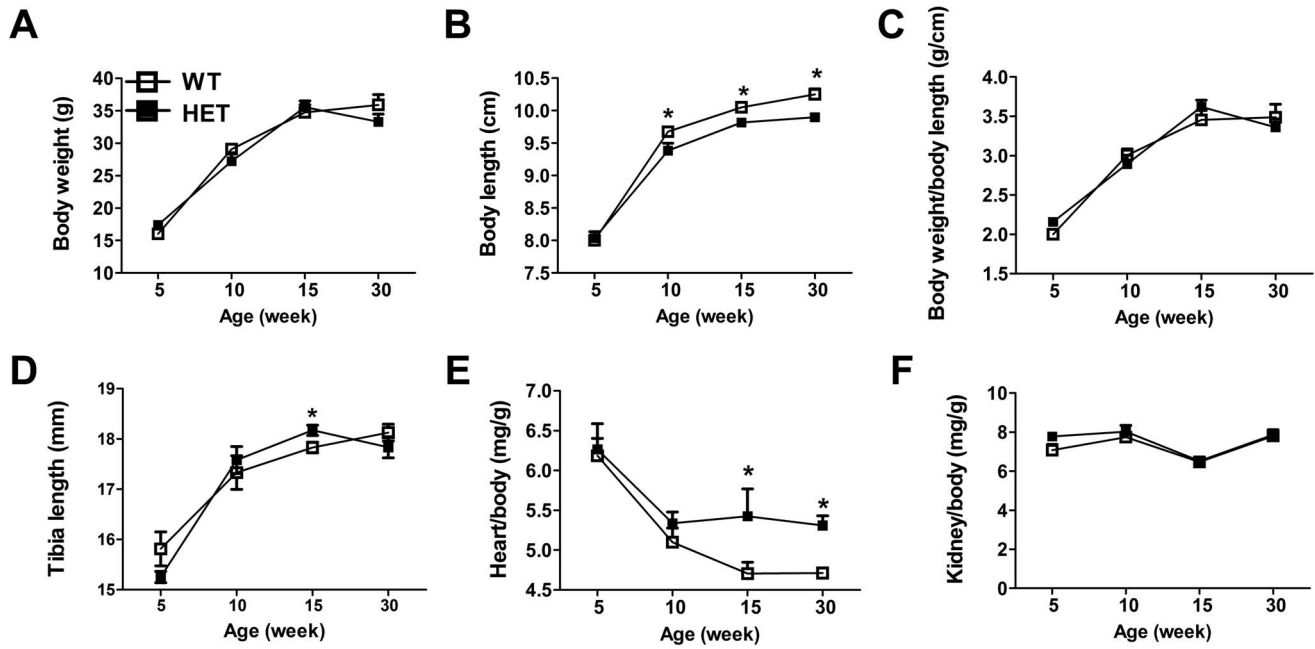 A
Body weight (g)
40
35
30
25
20
15
10
WT
HET
5 10 15 30
Age (week)
B
Body length (cm)
10.5
10.0
9.5
9.0
8.5
8.0
7.5
* * *
5 10 15 30
Age (week)
C
Body weight/body length (g/cm)
4.0
3.5
3.0
2.5
2.0
1.5
5 10 15 30
Age (week)
D
Tibia length (mm)
19
18
17
16
15
*
5 10 15 30
Age (week)
E
Heart/body (mg/g)
7.0
6.5
6.0
5.5
5.0
4.5
* *
5 10 15 30
Age (week)
F
Kidney/body (mg/g)
10
8
6
4
2
0
5 10 15 30
Age (week)